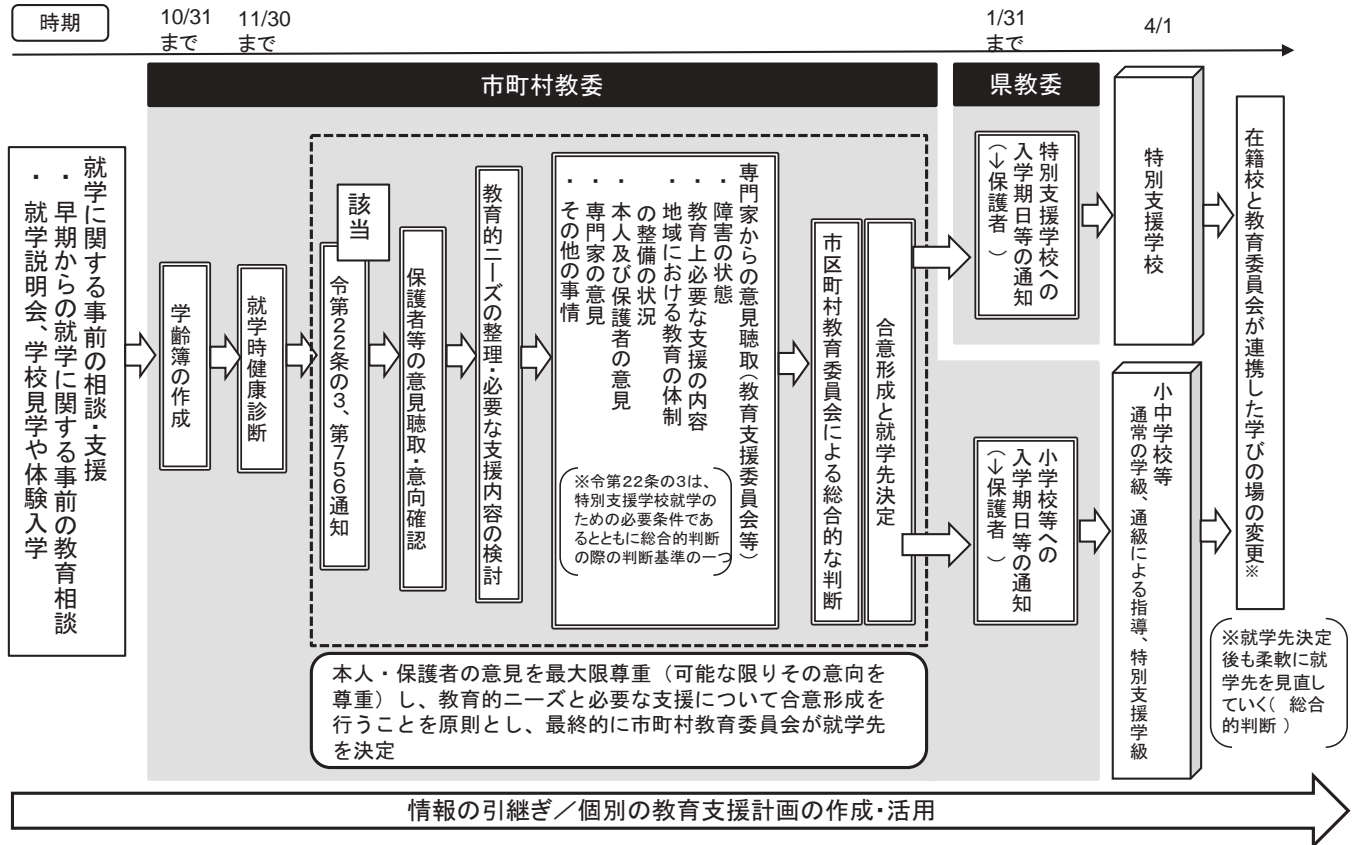 時期
10/31
まで
11/30
まで
1/31
まで
4/1
市町村教委
県教委
就学に関する事前の相談・支援
・早期からの就学に関する事前の教育相談
・就学説明会、学校見学や体験入学
学齢簿の作成
就学時健康診断
該当
令第22条の3、第756通知
保護者等の意見聴取・意向確認
教育的ニーズの整理・必要な支援内容の検討
専門家からの意見聴取(教育支援委員会等)
・障害の状態
・教育上必要な支援の内容
・地域における教育の体制
の整備の状況
・本人及び保護者の意見
・専門家の意見
・その他の事情
※令第22条の3は、
特別支援学校就学の
ための必要条件であ
るとともに総合的判断
の際の判断基準の一つ
市区町村教育委員会による総合的な判断
合意形成と就学先決定
特別支援学校への
入学期日等の通知
(→保護者)
小学校等への
入学期日等の通知
(→保護者)
特別支援学校
小中学校等
通常の学級、通級による指導、特別支援学級
在籍校と教育委員会が連携した学びの場の変更※
※就学先決定
後も柔軟に就
学先を見直し
ていく( 総合
的判断 )
本人・保護者の意見を最大限尊重(可能な限りその意向を
尊重)し、教育的ニーズと必要な支援について合意形成を
行うことを原則とし、最終的に市町村教育委員会が就学先
を決定
情報の引継ぎ/個別の教育支援計画の作成・活用